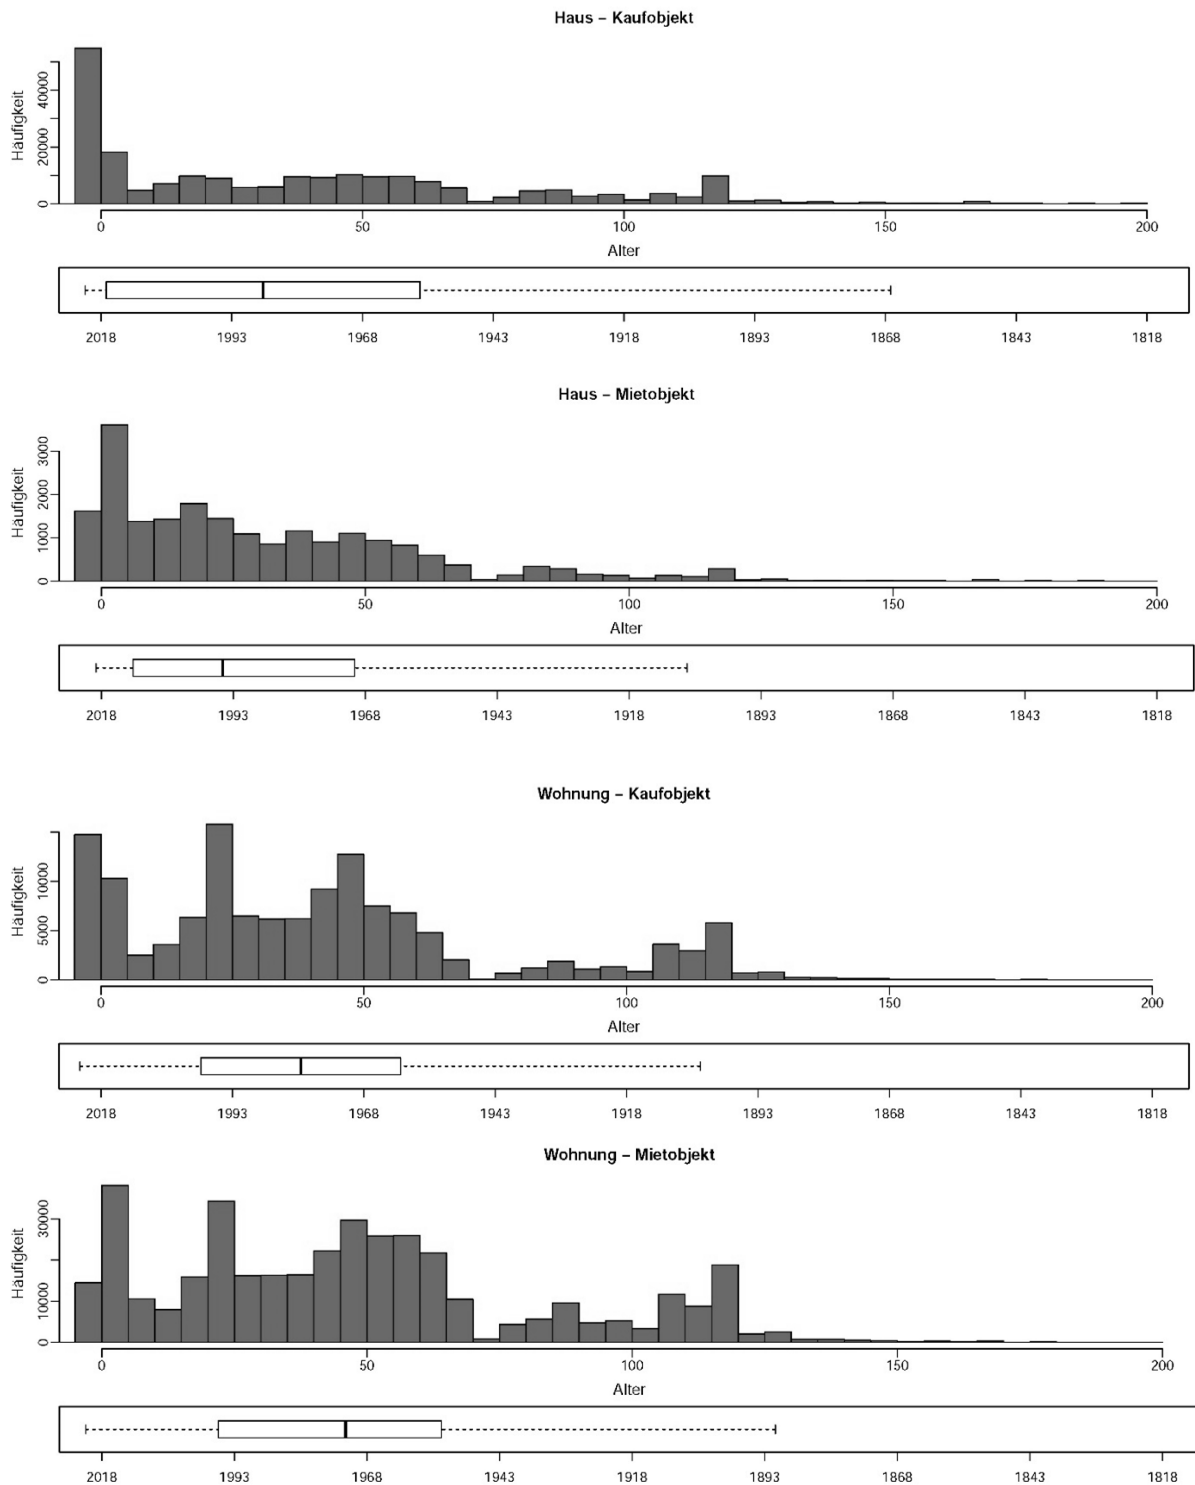 Haus – Kaufobjekt
Häufigkeit
0 20000 40000
0 50 100 150 200
Alter
2018 1993 1968 1943 1918 1893 1868 1843 1818
Haus – Mietobjekt
Häufigkeit
0 1000 2000 3000
0 50 100 150 200
Alter
2018 1993 1968 1943 1918 1893 1868 1843 1818
Wohnung – Kaufobjekt
Häufigkeit
0 5000 10000
0 50 100 150 200
Alter
2018 1993 1968 1943 1918 1893 1868 1843 1818
Wohnung – Mietobjekt
Häufigkeit
0 10000 30000
0 50 100 150 200
Alter
2018 1993 1968 1943 1918 1893 1868 1843 1818